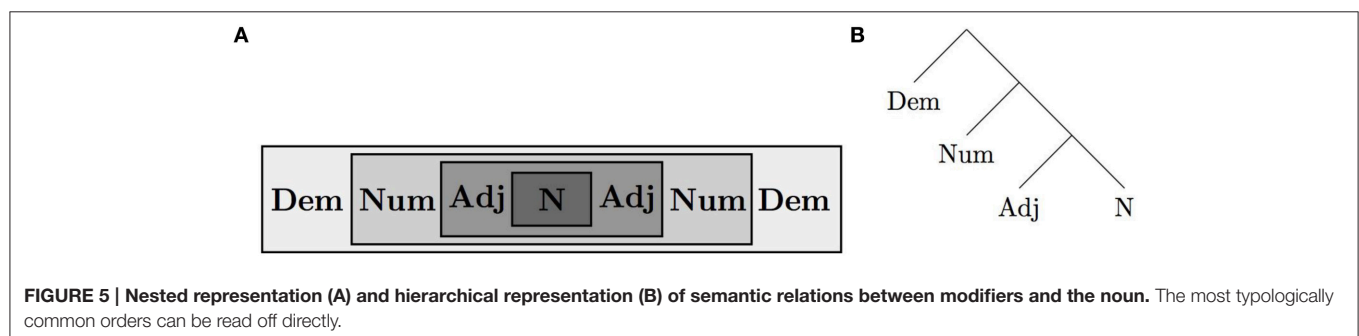 A
B
Dem
Num
Adj
N
Dem Num Adj N Adj Num Dem
FIGURE 5 | Nested representation (A) and hierarchical representation (B) of semantic relations between modifiers and the noun. The most typologically
common orders can be read off directly.